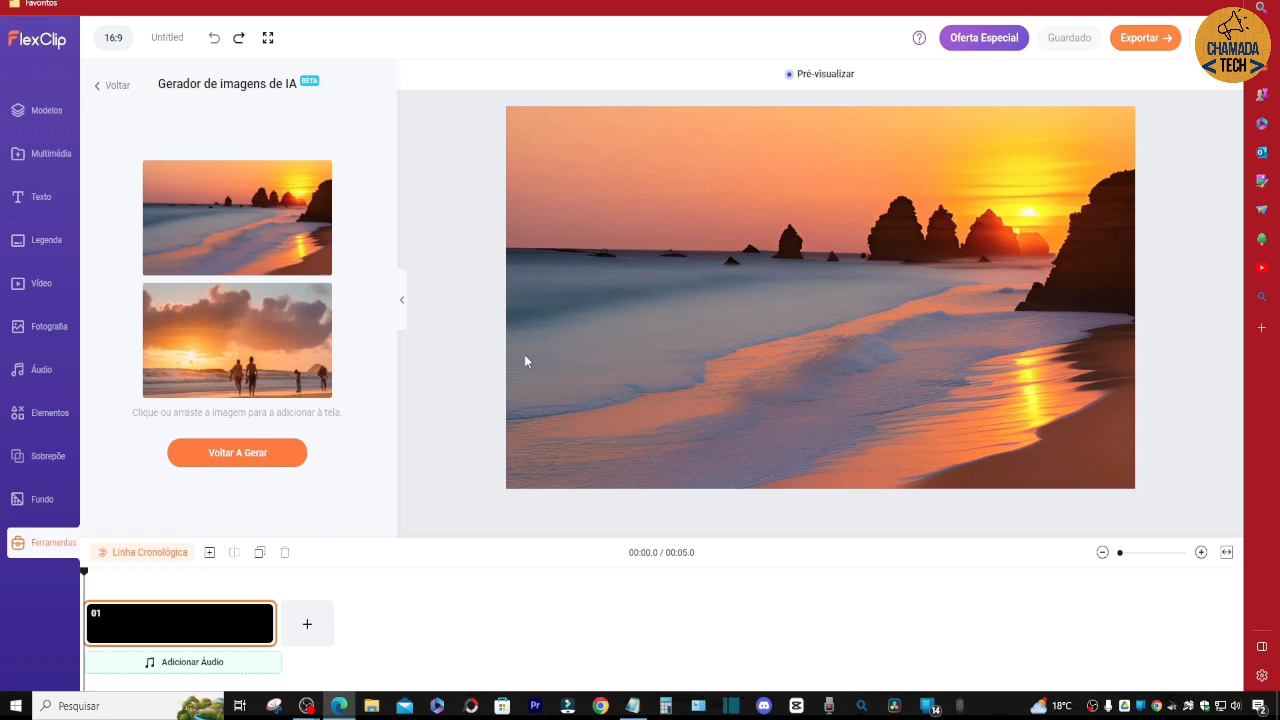 Favoritos
FlexClip
16:9
Untitled
Oferta Especial
Guardado
Exportar
CHAMADA
TECH
Voltar
Gerador de imagens de IA BETA
Pré-visualizar
Modelos
Multimédia
Texto
Legenda
Vídeo
Fotografia
Áudio
Elementos
Sobrepõe
Fundo
Ferramentas
Clique ou arraste a imagem para a adicionar à tela.
Voltar A Gerar
Linha Cronológica
00:00.0 / 00:05.0
01
Adicionar Áudio
Pesquisar
Pr
18°C